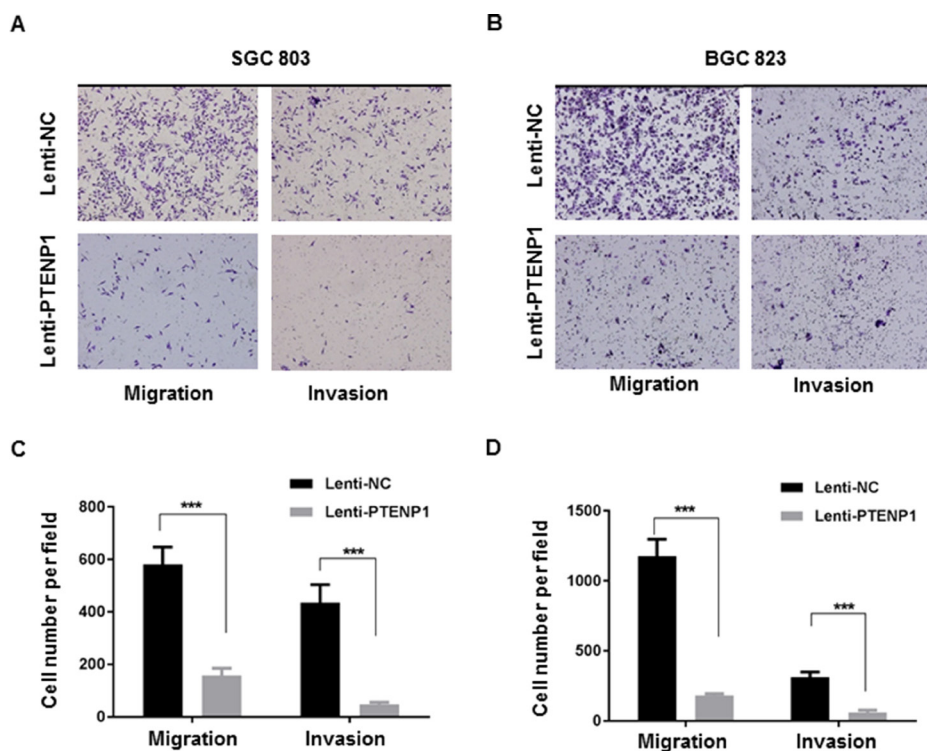 A
SGC 803
Lenti-NC
Lenti-PTENP1
Migration
Invasion
B
BGC 823
Lenti-NC
Lenti-PTENP1
Migration
Invasion
C
Lenti-NC
Lenti-PTENP1
Cell number per field
800
600
400
200
0
***
***
Migration
Invasion
D
Lenti-NC
Lenti-PTENP1
Cell number per field
1500
1000
500
0
***
***
Migration
Invasion